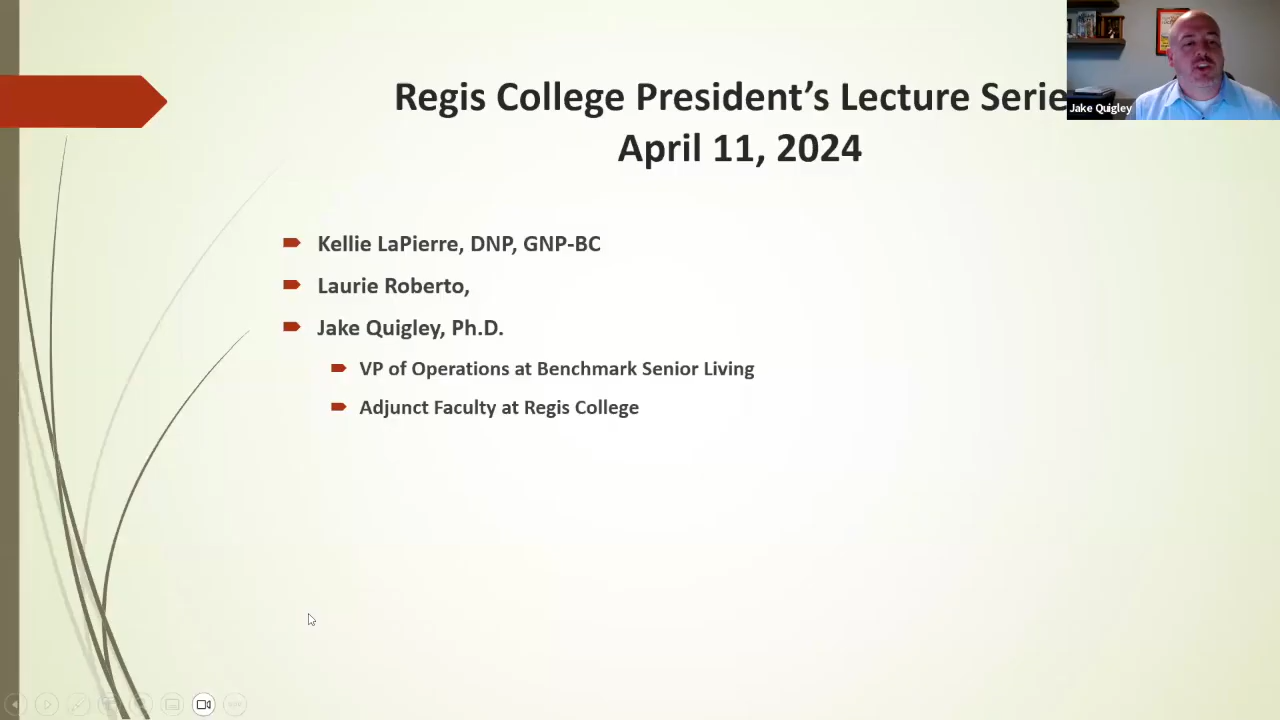 Regis College President's Lecture Serie
April 11, 2024
Jake Quigley
Kellie LaPierre, DNP, GNP-BC
Laurie Roberto,
Jake Quigley, Ph.D.
VP of Operations at Benchmark Senior Living
Adjunct Faculty at Regis College